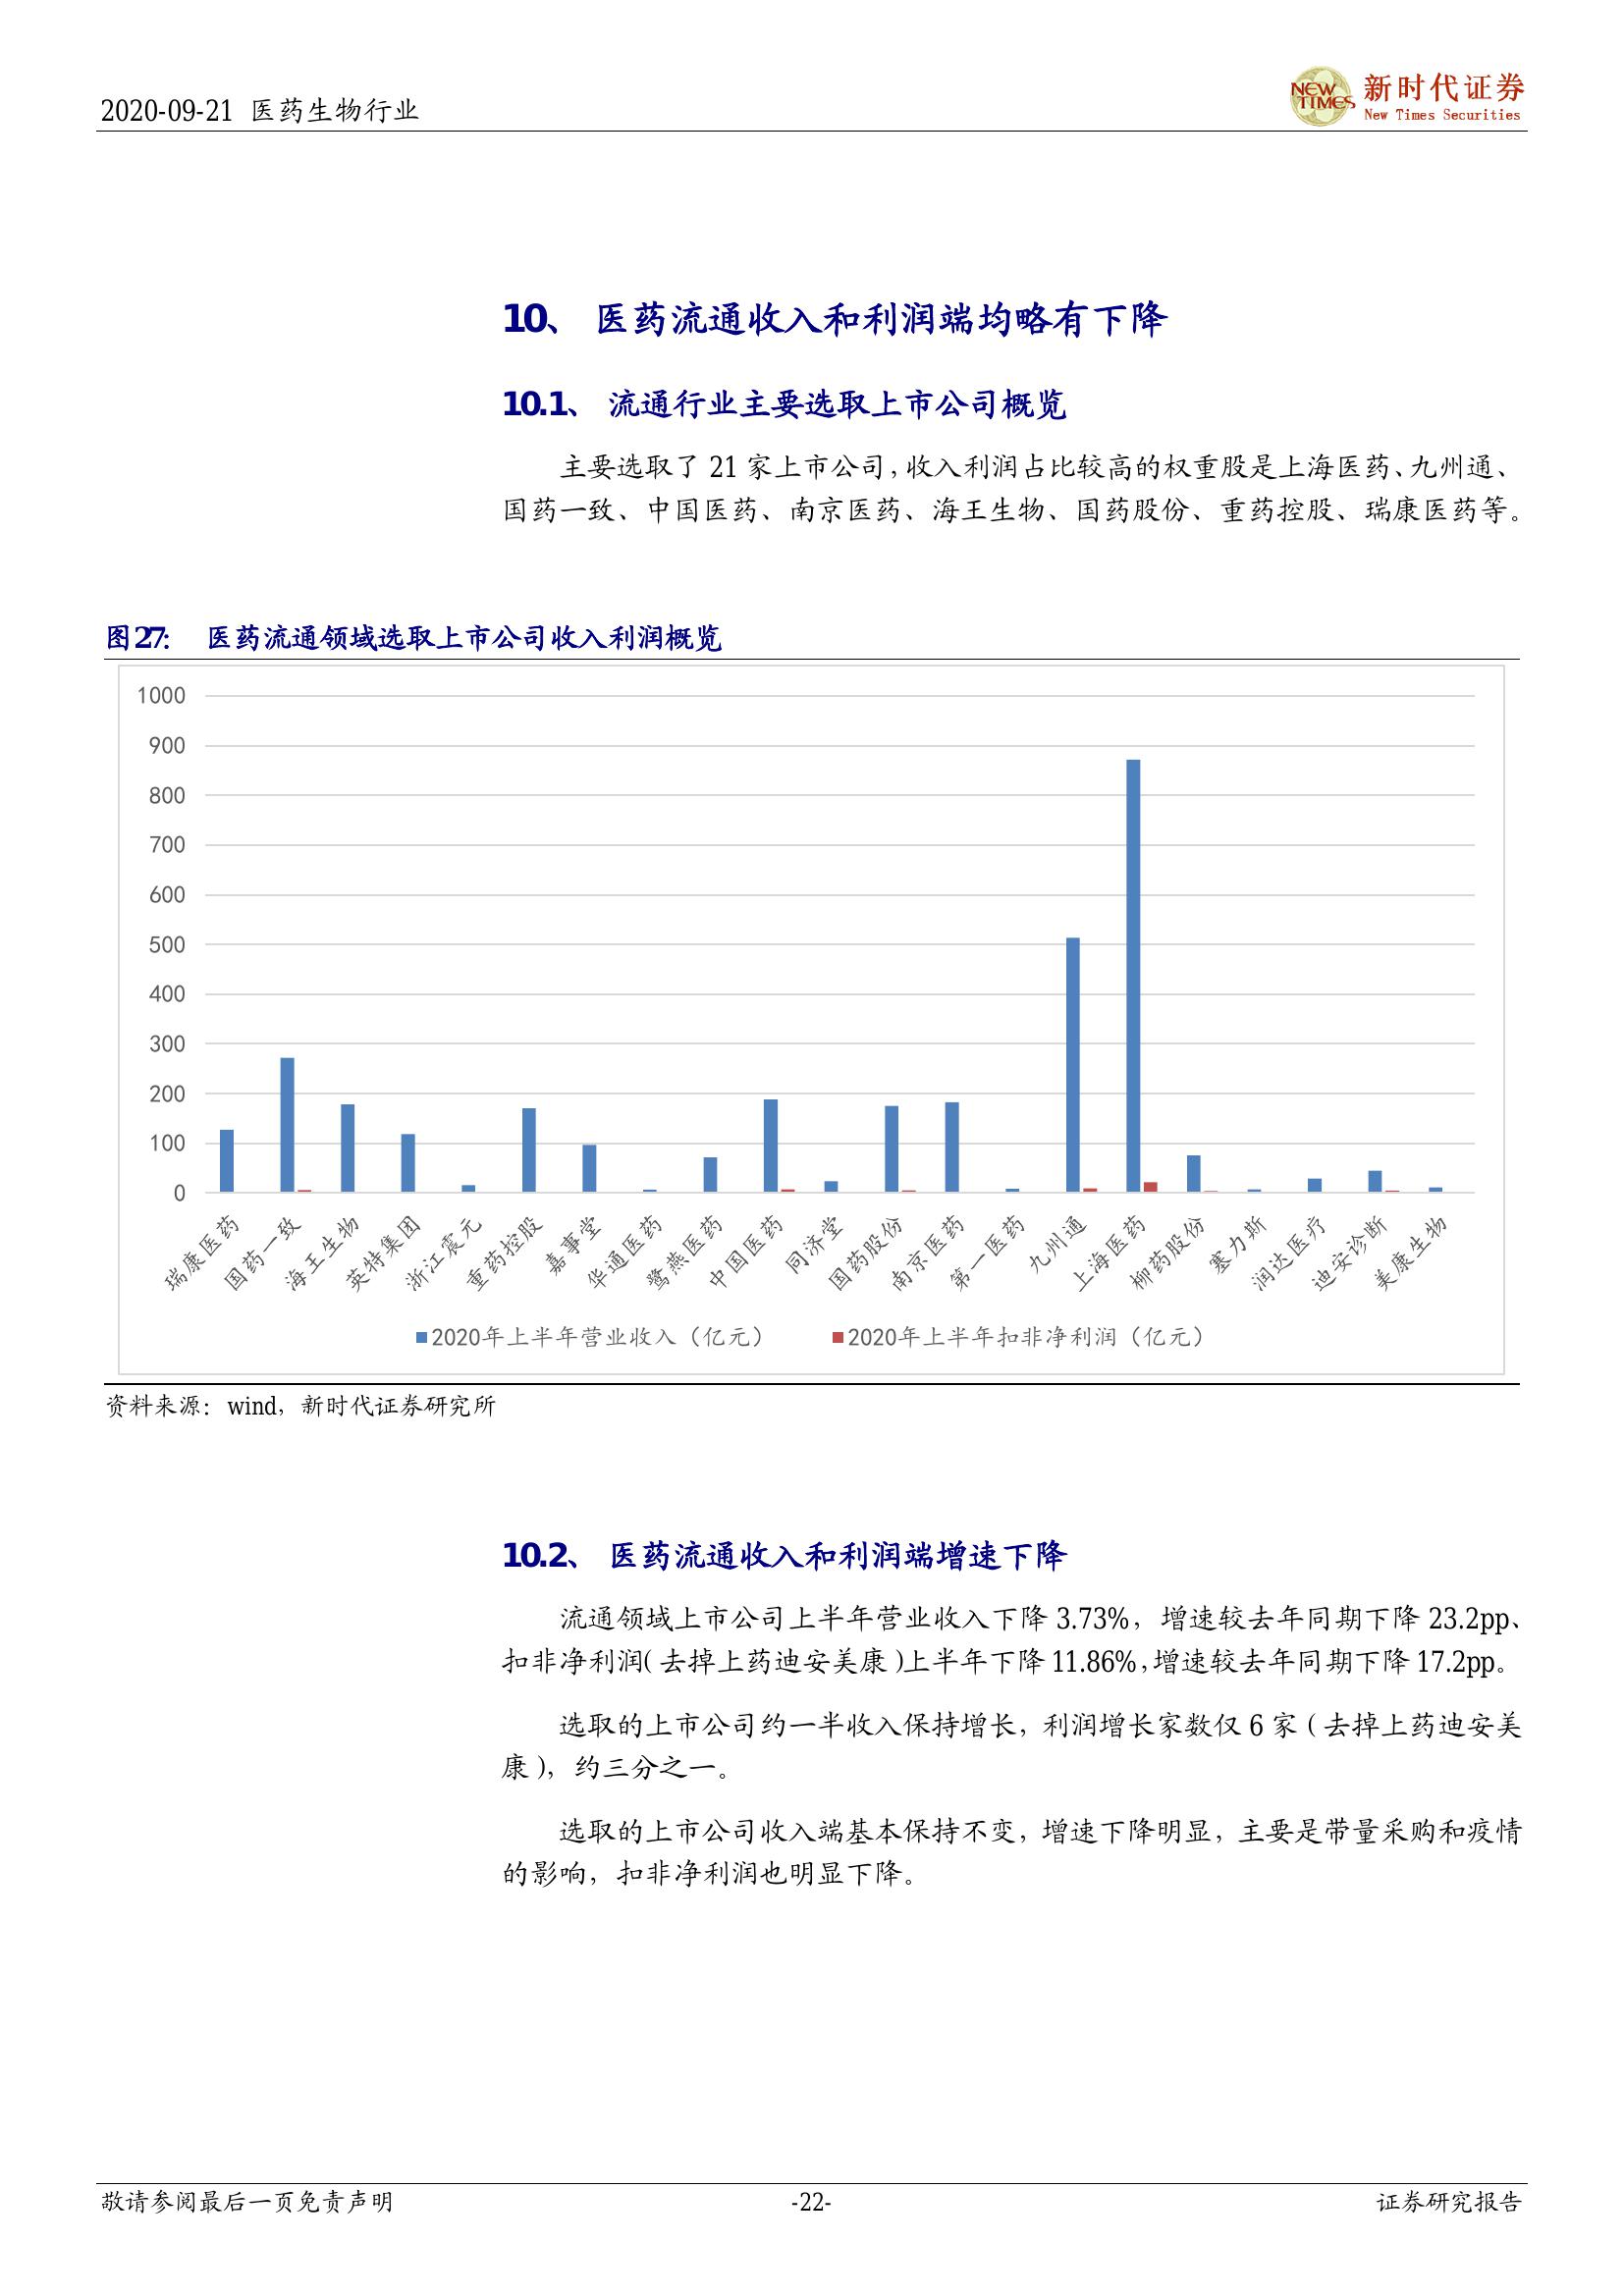 2020-09-21 医药生物行业
NEW TIMES
新时代证券
New Times Securities
10、 医药流通收入和利润端均略有下降
10.1、 流通行业主要选取上市公司概览
主要选取了 21 家上市公司，收入利润占比较高的权重股是上海医药、九州通、
国药一致、中国医药、南京医药、海王生物、国药股份、重药控股、瑞康医药等。
图27： 医药流通领域选取上市公司收入利润概览
1000
900
800
700
600
500
400
300
200
100
0
瑞康医药
国药一致
海王生物
英特集团
浙江震元
重药控股
嘉事堂
华通医药
鹭燕医药
中国医药
同济堂
国药股份
南京医药
第一医药
九州通
上海医药
柳药股份
塞力斯
润达医疗
迪安诊断
美康生物
2020年上半年营业收入（亿元）
2020年上半年扣非净利润（亿元）
资料来源：wind，新时代证券研究所
10.2、 医药流通收入和利润端增速下降
流通领域上市公司上半年营业收入下降 3.73%，增速较去年同期下降 23.2pp、
扣非净利润（去掉上药迪安美康）上半年下降 11.86%，增速较去年同期下降 17.2pp。
选取的上市公司约一半收入保持增长，利润增长家数仅 6 家（去掉上药迪安美
康），约三分之一。
选取的上市公司收入端基本保持不变，增速下降明显，主要是带量采购和疫情
的影响，扣非净利润也明显下降。
敬请参阅最后一页免责声明
-22-
证券研究报告